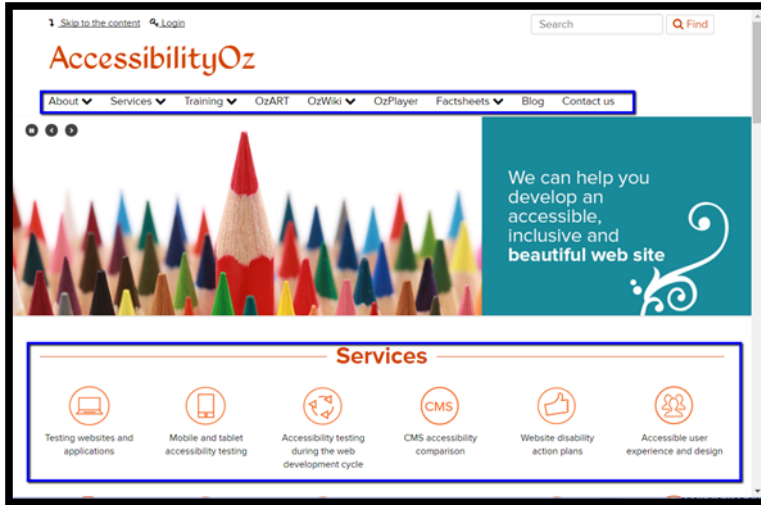 Skip to the content Login
Search Find
AccessibilityOz
About Services Training OzART OzWiki OzPlayer Factsheets Blog Contact us
We can help you
develop an
accessible,
inclusive and
beautiful web site
Services
Testing websites and
applications
Mobile and tablet
accessibility testing
Accessibility testing
during the web
development cycle
CMS
CMS accessibility
comparison
Website disability
action plans
Accessible user
experience and design